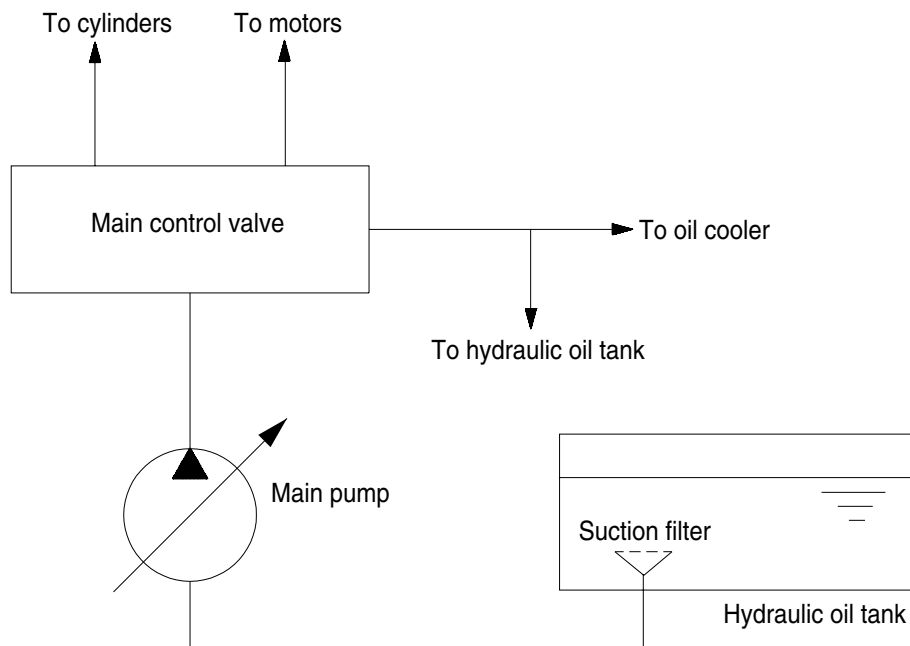 To cylinders
To motors
Main control valve
To oil cooler
To hydraulic oil tank
Main pump
Suction filter
Hydraulic oil tank